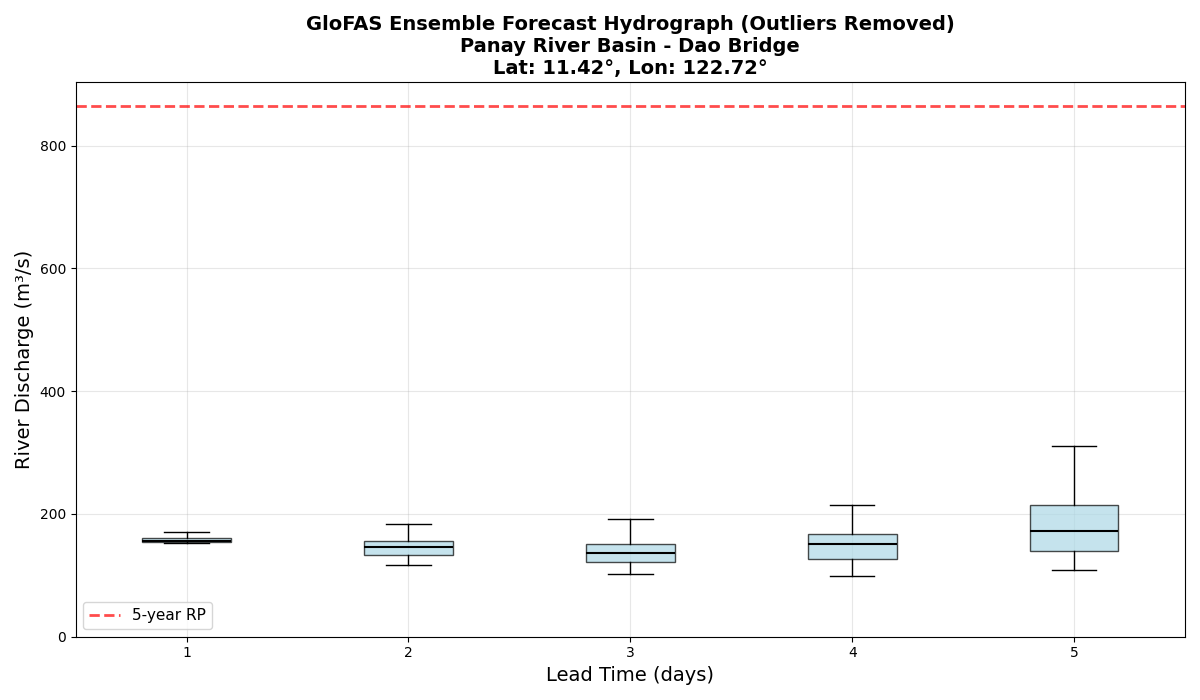 GloFAS Ensemble Forecast Hydrograph (Outliers Removed)
Panay River Basin - Dao Bridge
Lat: 11.42°, Lon: 122.72°
River Discharge (m³/s)
800
600
400
200
0
5-year RP
1 2 3 4 5
Lead Time (days)